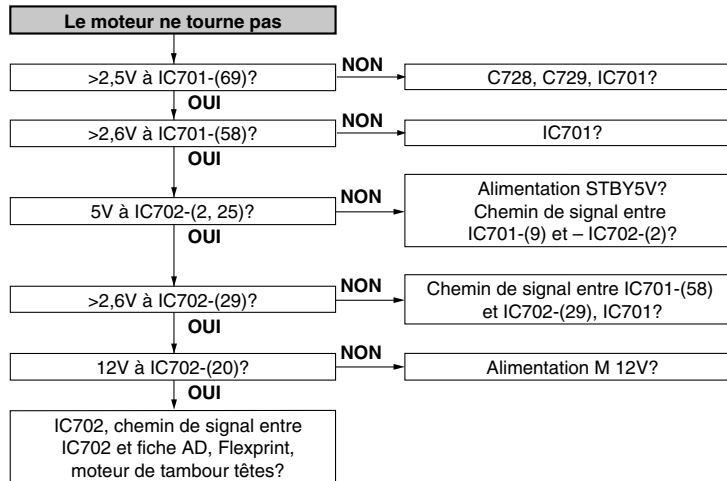 Le moteur ne tourne pas
>2,5V à IC701-(69)?
NON
C728, C729, IC701?
OUI
>2,6V à IC701-(58)?
NON
IC701?
OUI
5V à IC702-(2, 25)?
NON
Alimentation STBY5V?
Chemin de signal entre
IC701-(9) et – IC702-(2)?
OUI
>2,6V à IC702-(29)?
NON
Chemin de signal entre IC701-(58)
et IC702-(29), IC701?
OUI
12V à IC702-(20)?
NON
Alimentation M 12V?
OUI
IC702, chemin de signal entre
IC702 et fiche AD, Flexprint,
moteur de tambour têtes?